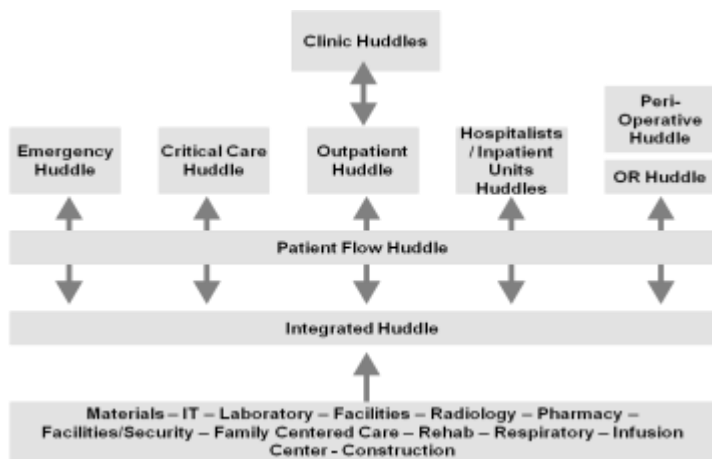 Clinic Huddles
Emergency
Huddle
Critical Care
Huddle
Outpatient
Huddle
Hospitalists
/ Inpatient
Units
Huddles
Peri-
Operative
Huddle
OR Huddle
Patient Flow Huddle
Integrated Huddle
Materials – IT – Laboratory – Facilities – Radiology – Pharmacy –
Facilities/Security – Family Centered Care – Rehab – Respiratory – Infusion
Center - Construction